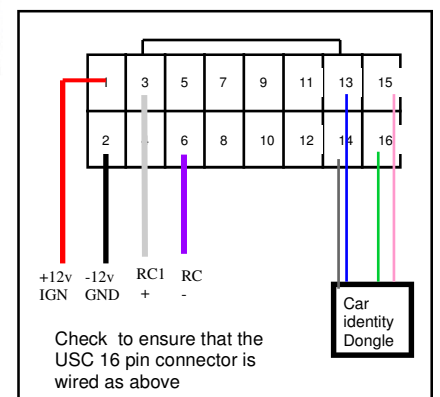 1 3 5 7 9 11 13 15
2 6 8 10 12 14 16
+12v -12v RC1 RC
IGN GND + -
Car
identity
Dongle
Check to ensure that the
USC 16 pin connector is
wired as above